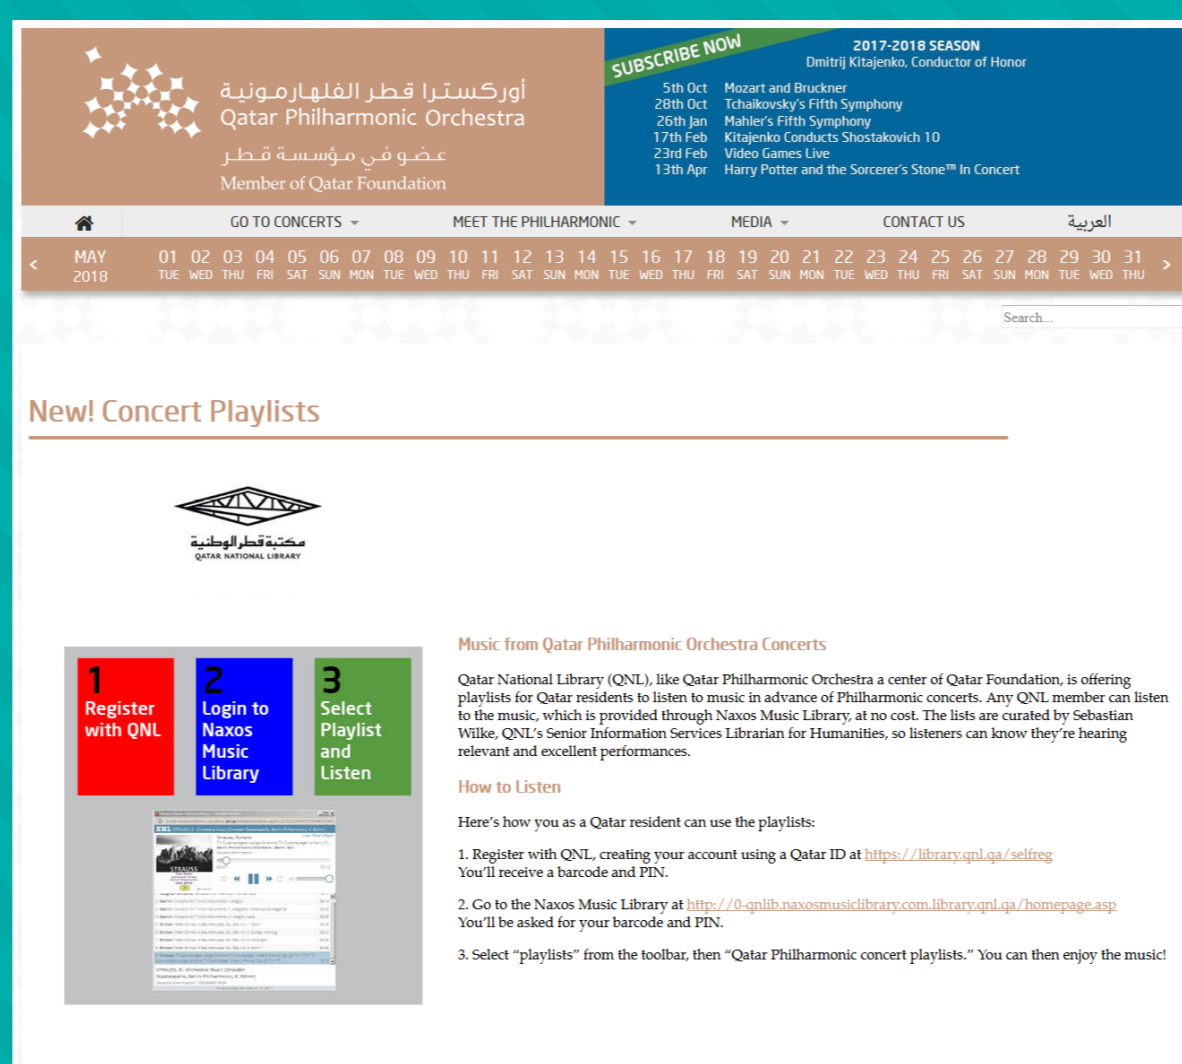 أوركسترا قطر الفلهارمونية
Qatar Philharmonic Orchestra
عضو في مؤسسة قطر
Member of Qatar Foundation
SUBSCRIBE NOW
2017-2018 SEASON
Dmitrij Kitajenko, Conductor of Honor
5th Oct Mozart and Bruckner
28th Oct Tchaikovsky's Fifth Symphony
26th Jan Mahler's Fifth Symphony
17th Feb Kitajenko Conducts Shostakovich 10
23rd Feb Video Games Live
13th Apr Harry Potter and the Sorcerer's Stone™ In Concert
GO TO CONCERTS MEET THE PHILHARMONIC MEDIA CONTACT US العربية
< MAY 01 02 03 04 05 06 07 08 09 10 11 12 13 14 15 16 17 18 19 20 21 22 23 24 25 26 27 28 29 30 31 >
2018 TUE WED THU FRI SAT SUN MON TUE WED THU FRI SAT SUN MON TUE WED THU FRI SAT SUN MON TUE WED THU FRI SAT SUN MON TUE WED THU
Search...
New! Concert Playlists
مكتبة قطر الوطنية
QATAR NATIONAL LIBRARY
1
Register
with QNL
2
Login to
Naxos
Music
Library
3
Select
Playlist
and
Listen
STRAUSS
Music from Qatar Philharmonic Orchestra Concerts
Qatar National Library (QNL), like Qatar Philharmonic Orchestra a center of Qatar Foundation, is offering
playlists for Qatar residents to listen to music in advance of Philharmonic concerts. Any QNL member can listen
to the music, which is provided through Naxos Music Library, at no cost. The lists are curated by Sebastian
Wilke, QNL's Senior Information Services Librarian for Humanities, so listeners can know they're hearing
relevant and excellent performances.
How to Listen
Here's how you as a Qatar resident can use the playlists:
1. Register with QNL, creating your account using a Qatar ID at https://library.qnl.qa/selfreg
You'll receive a barcode and PIN.
2. Go to the Naxos Music Library at http://0-qnlib.naxosmusiclibrary.com.library.qnl.qa/homepage.asp
You'll be asked for your barcode and PIN.
3. Select “playlists” from the toolbar, then “Qatar Philharmonic concert playlists.” You can then enjoy the music!